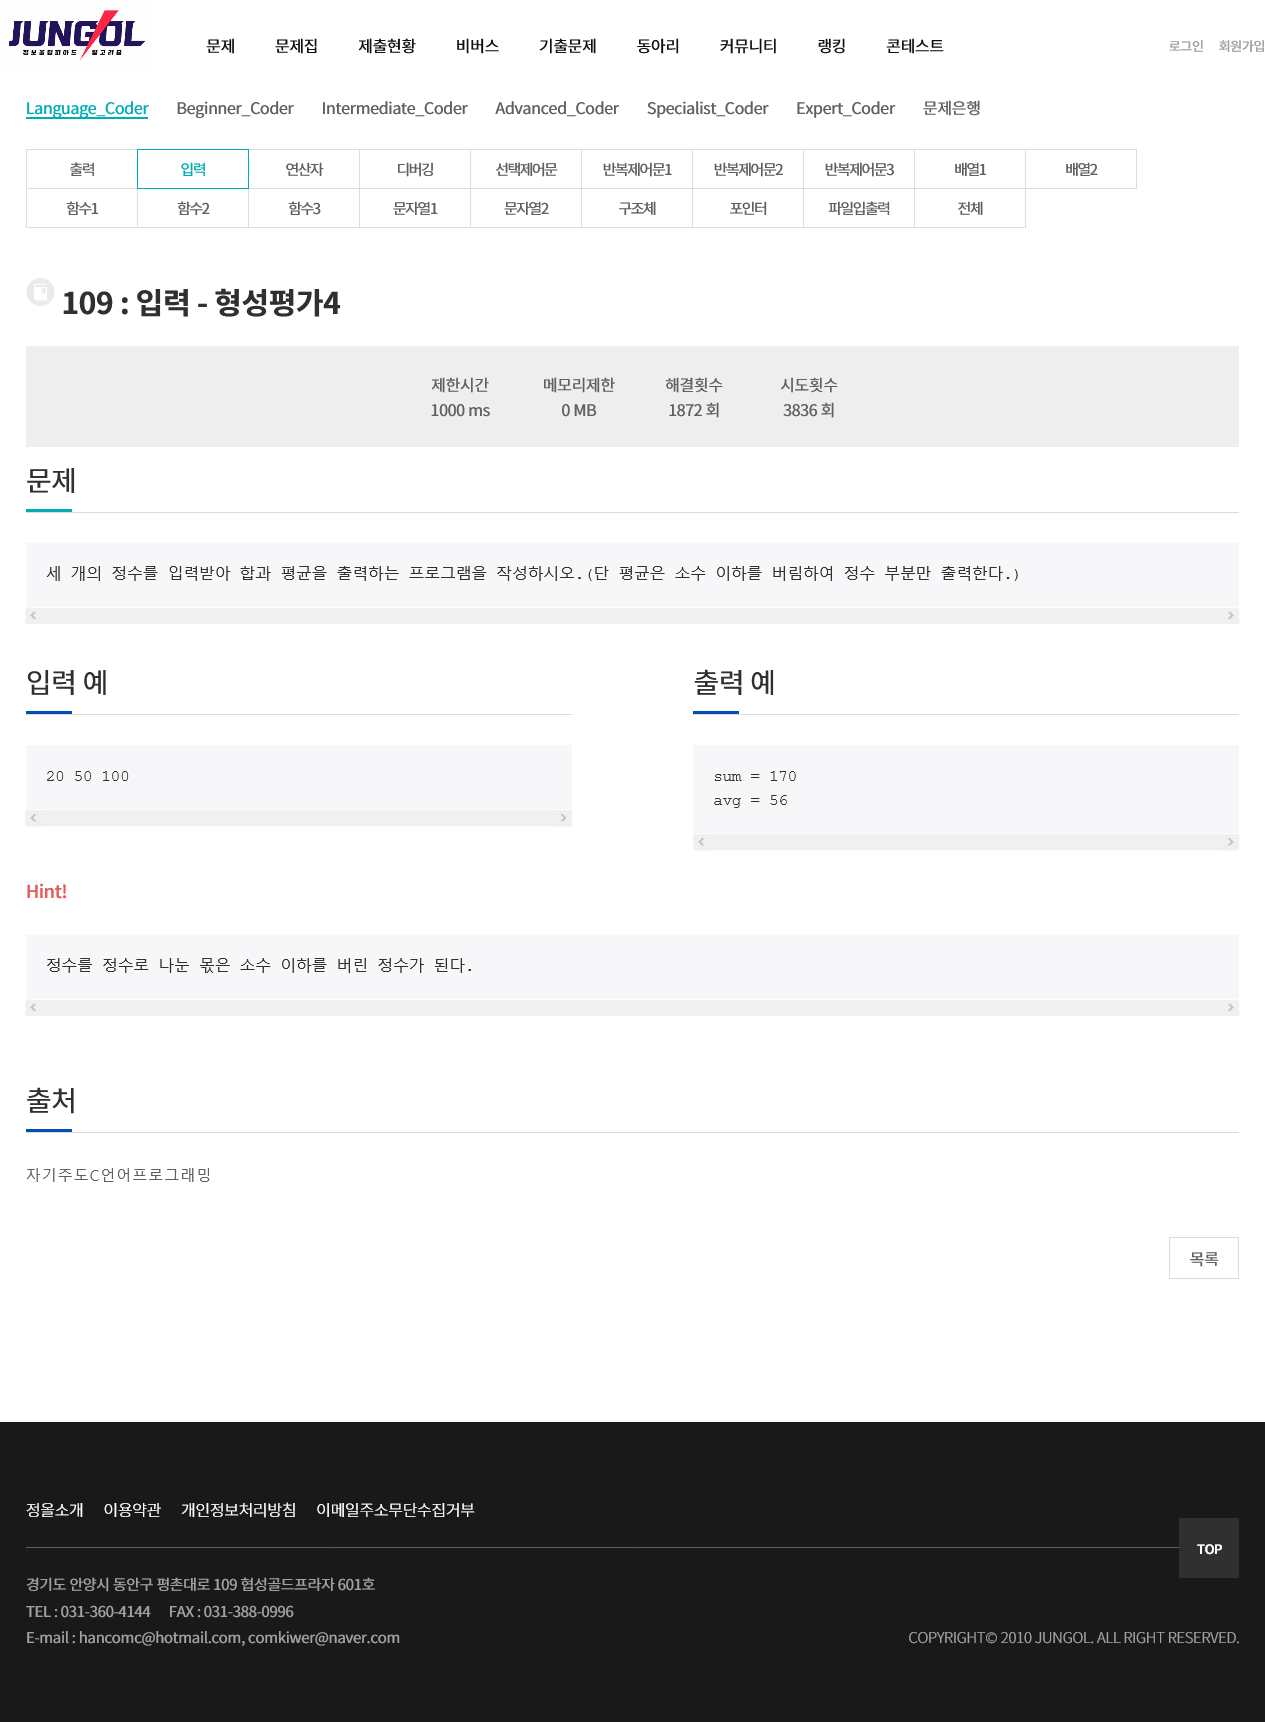 JUNGOL
정보올림피아드 알고리즘
문제 문제집 제출현황 비버스 기출문제 동아리 커뮤니티 랭킹 콘테스트 로그인 회원가입
Language_Coder Beginner_Coder Intermediate_Coder Advanced_Coder Specialist_Coder Expert_Coder 문제은행
출력 입력 연산자 디버깅 선택제어문 반복제어문1 반복제어문2 반복제어문3 배열1 배열2
함수1 함수2 함수3 문자열1 문자열2 구조체 포인터 파일입출력 전체
109 : 입력 - 형성평가4
제한시간 메모리제한 해결횟수 시도횟수
1000 ms 0 MB 1872 회 3836 회
문제
세 개의 정수를 입력받아 합과 평균을 출력하는 프로그램을 작성하시오.(단 평균은 소수 이하를 버림하여 정수 부분만 출력한다.)
입력 예
20 50 100
출력 예
sum = 170
avg = 56
Hint!
정수를 정수로 나눈 몫은 소수 이하를 버린 정수가 된다.
출처
자기주도C언어프로그래밍
목록
정올소개 이용약관 개인정보처리방침 이메일주소무단수집거부
TOP
경기도 안양시 동안구 평촌대로 109 협성골드프라자 601호
TEL : 031-360-4144 FAX : 031-388-0996
E-mail : hancomc@hotmail.com, comkiwer@naver.com
COPYRIGHT© 2010 JUNGOL. ALL RIGHT RESERVED.